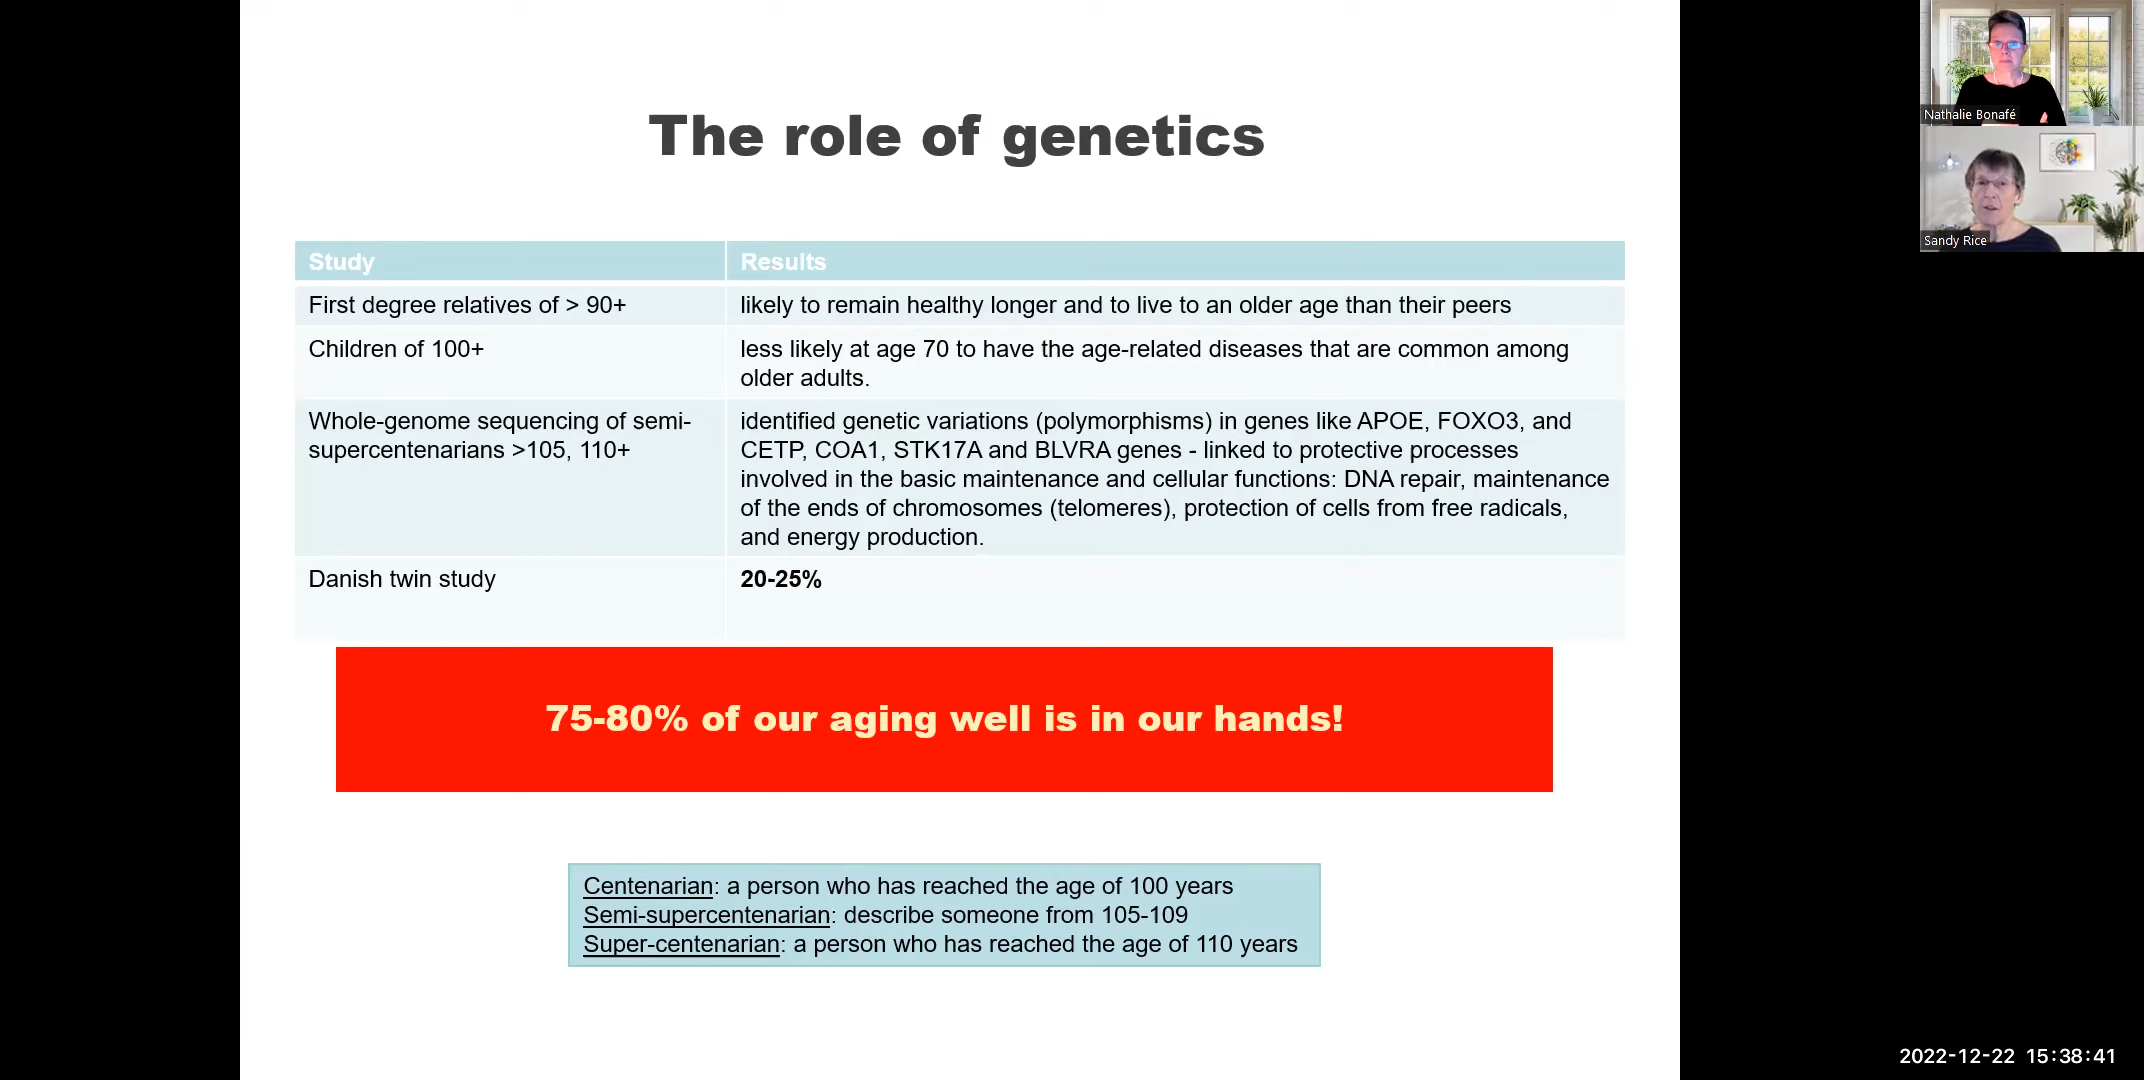 The role of genetics
Study
Results
First degree relatives of > 90+
likely to remain healthy longer and to live to an older age than their peers
Children of 100+
less likely at age 70 to have the age-related diseases that are common among
older adults.
Whole-genome sequencing of semi-
supercentenarians >105, 110+
identified genetic variations (polymorphisms) in genes like APOE, FOXO3, and
CETP, COA1, STK17A and BLVRA genes - linked to protective processes
involved in the basic maintenance and cellular functions: DNA repair, maintenance
of the ends of chromosomes (telomeres), protection of cells from free radicals,
and energy production.
Danish twin study
20-25%
75-80% of our aging well is in our hands!
Centenarian: a person who has reached the age of 100 years
Semi-supercentenarian: describe someone from 105-109
Super-centenarian: a person who has reached the age of 110 years
Nathalie Bonafé
Sandy Rice
2022-12-22 15:38:41